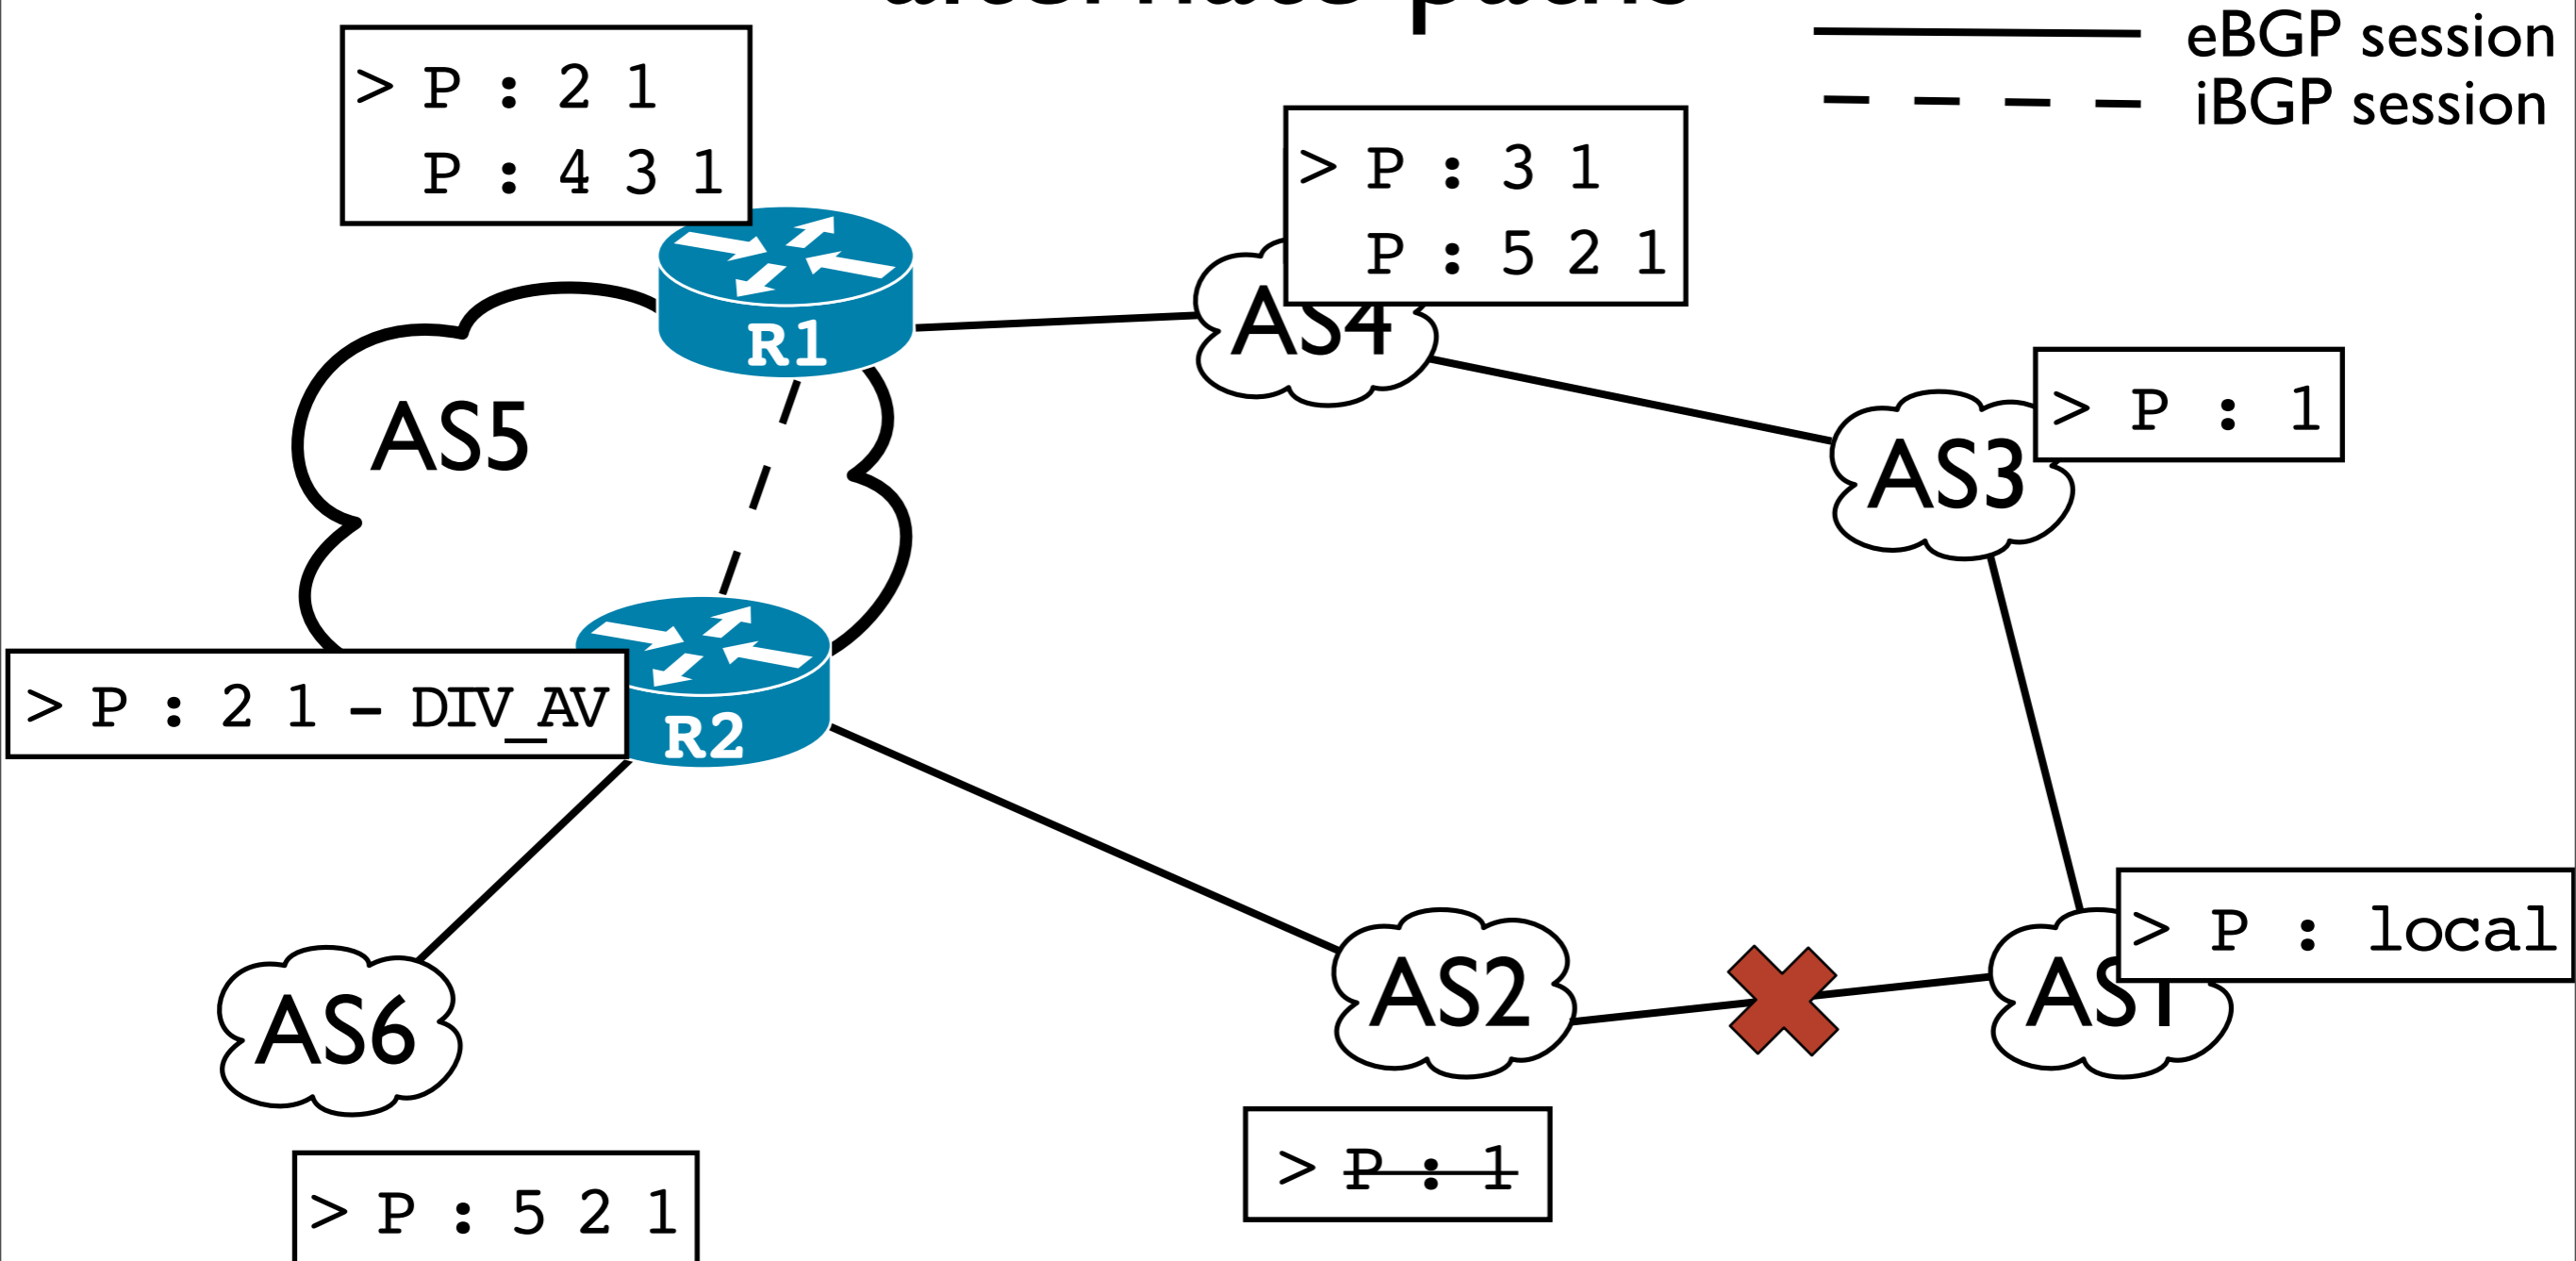 eBGP session
iBGP session
> P : 2 1
P : 4 3 1
> P : 3 1
P : 5 2 1
R1
AS4
AS5
> P : 1
AS3
> P : 2 1 - DIV_AV
R2
> P : local
AS1
AS2
AS6
> P : 1
> P : 5 2 1